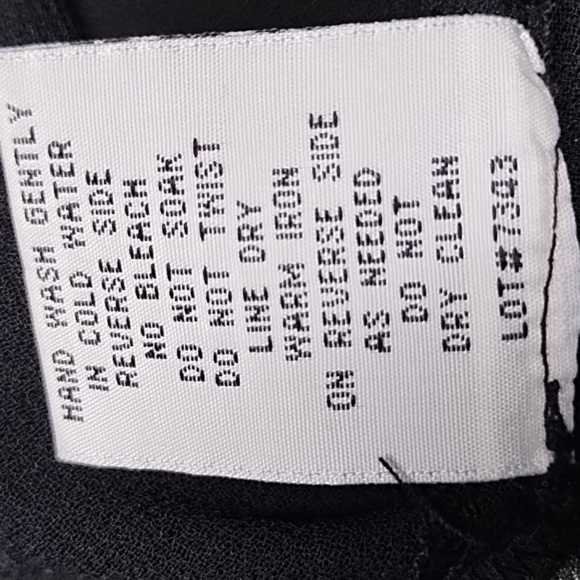 HAND WASH GENTLY
IN COLD WATER
REVERSE SIDE
NO BLEACH
DO NOT SOAK
DO NOT TWIST
LINE DRY
WARM IRON
ON REVERSE SIDE
AS NEEDED
DO NOT
DRY CLEAN
LOT#7393